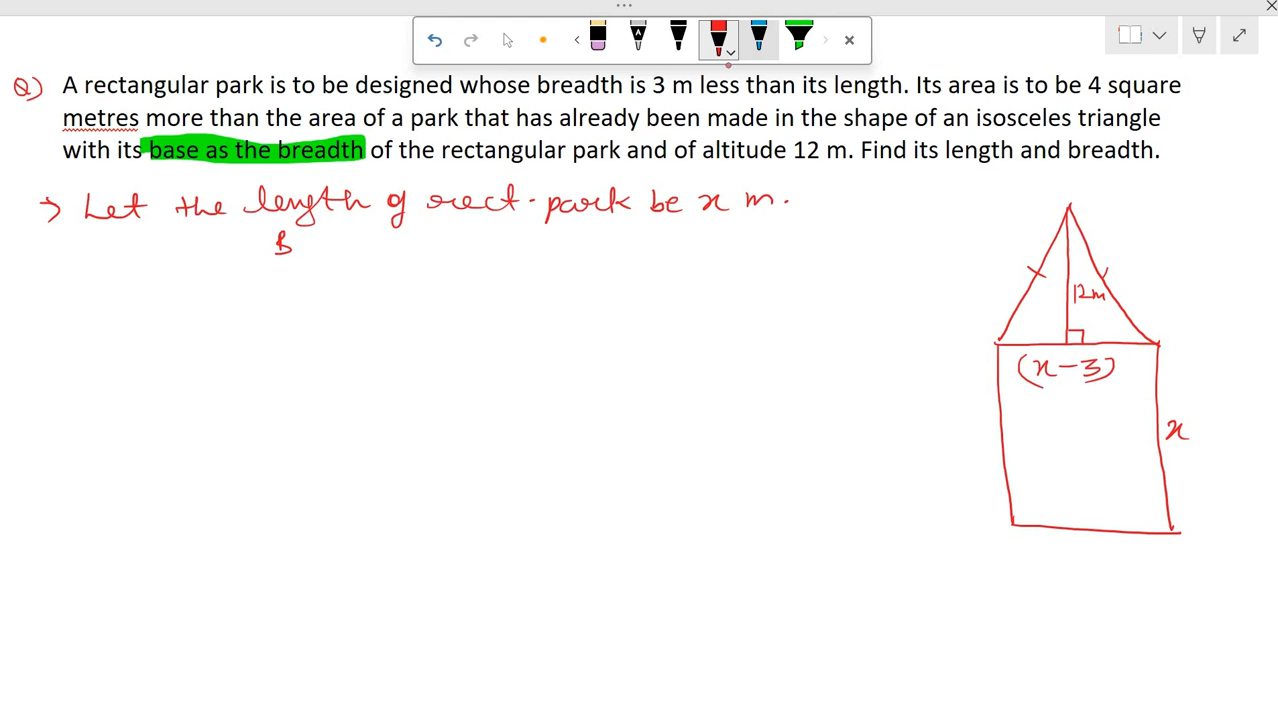 Q) A rectangular park is to be designed whose breadth is 3 m less than its length. Its area is to be 4 square
metres more than the area of a park that has already been made in the shape of an isosceles triangle
with its base as the breadth of the rectangular park and of altitude 12 m. Find its length and breadth.
→ Let the length of rect. park be x m.
B
12m
(x-3)
x